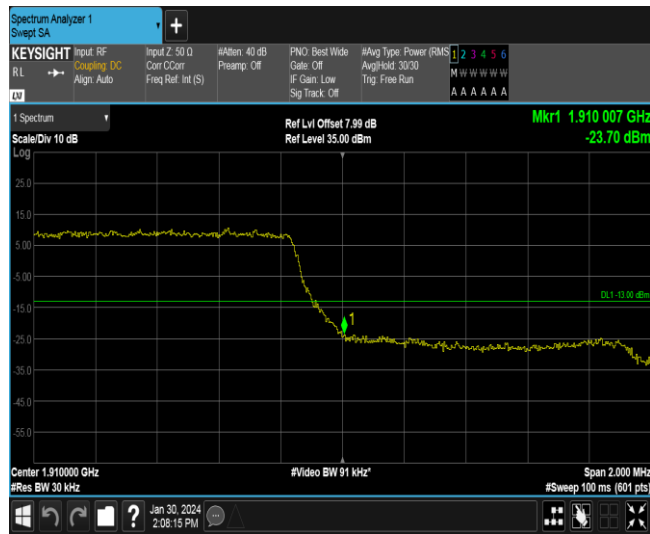 Spectrum Analyzer 1
Swept SA
KEYSIGHT
RL
LXI
Input: RF
Coupling: DC
Align: Auto
Input Z: 50 Ω
Corr CCorr
Freq Ref: Int (S)
#Atten: 40 dB
Preamp: Off
PNO: Best Wide
Gate: Off
IF Gain: Low
Sig Track: Off
#Avg Type: Power (RMS
Avg|Hold: 30/30
Trig: Free Run
1 2 3 4 5 6
M W W W W W
A A A A A A
1 Spectrum
Scale/Div 10 dB
Ref Lvl Offset 7.99 dB
Ref Level 35.00 dBm
Mkr1 1.910 007 GHz
-23.70 dBm
Log
25.0
15.0
5.00
-5.00
DL1 -13.00 dBm
-15.0
1
-25.0
-35.0
-45.0
-55.0
Center 1.910000 GHz
#Res BW 30 kHz
#Video BW 91 kHz*
Span 2.000 MHz
#Sweep 100 ms (601 pts)
?
Jan 30, 2024
2:08:15 PM